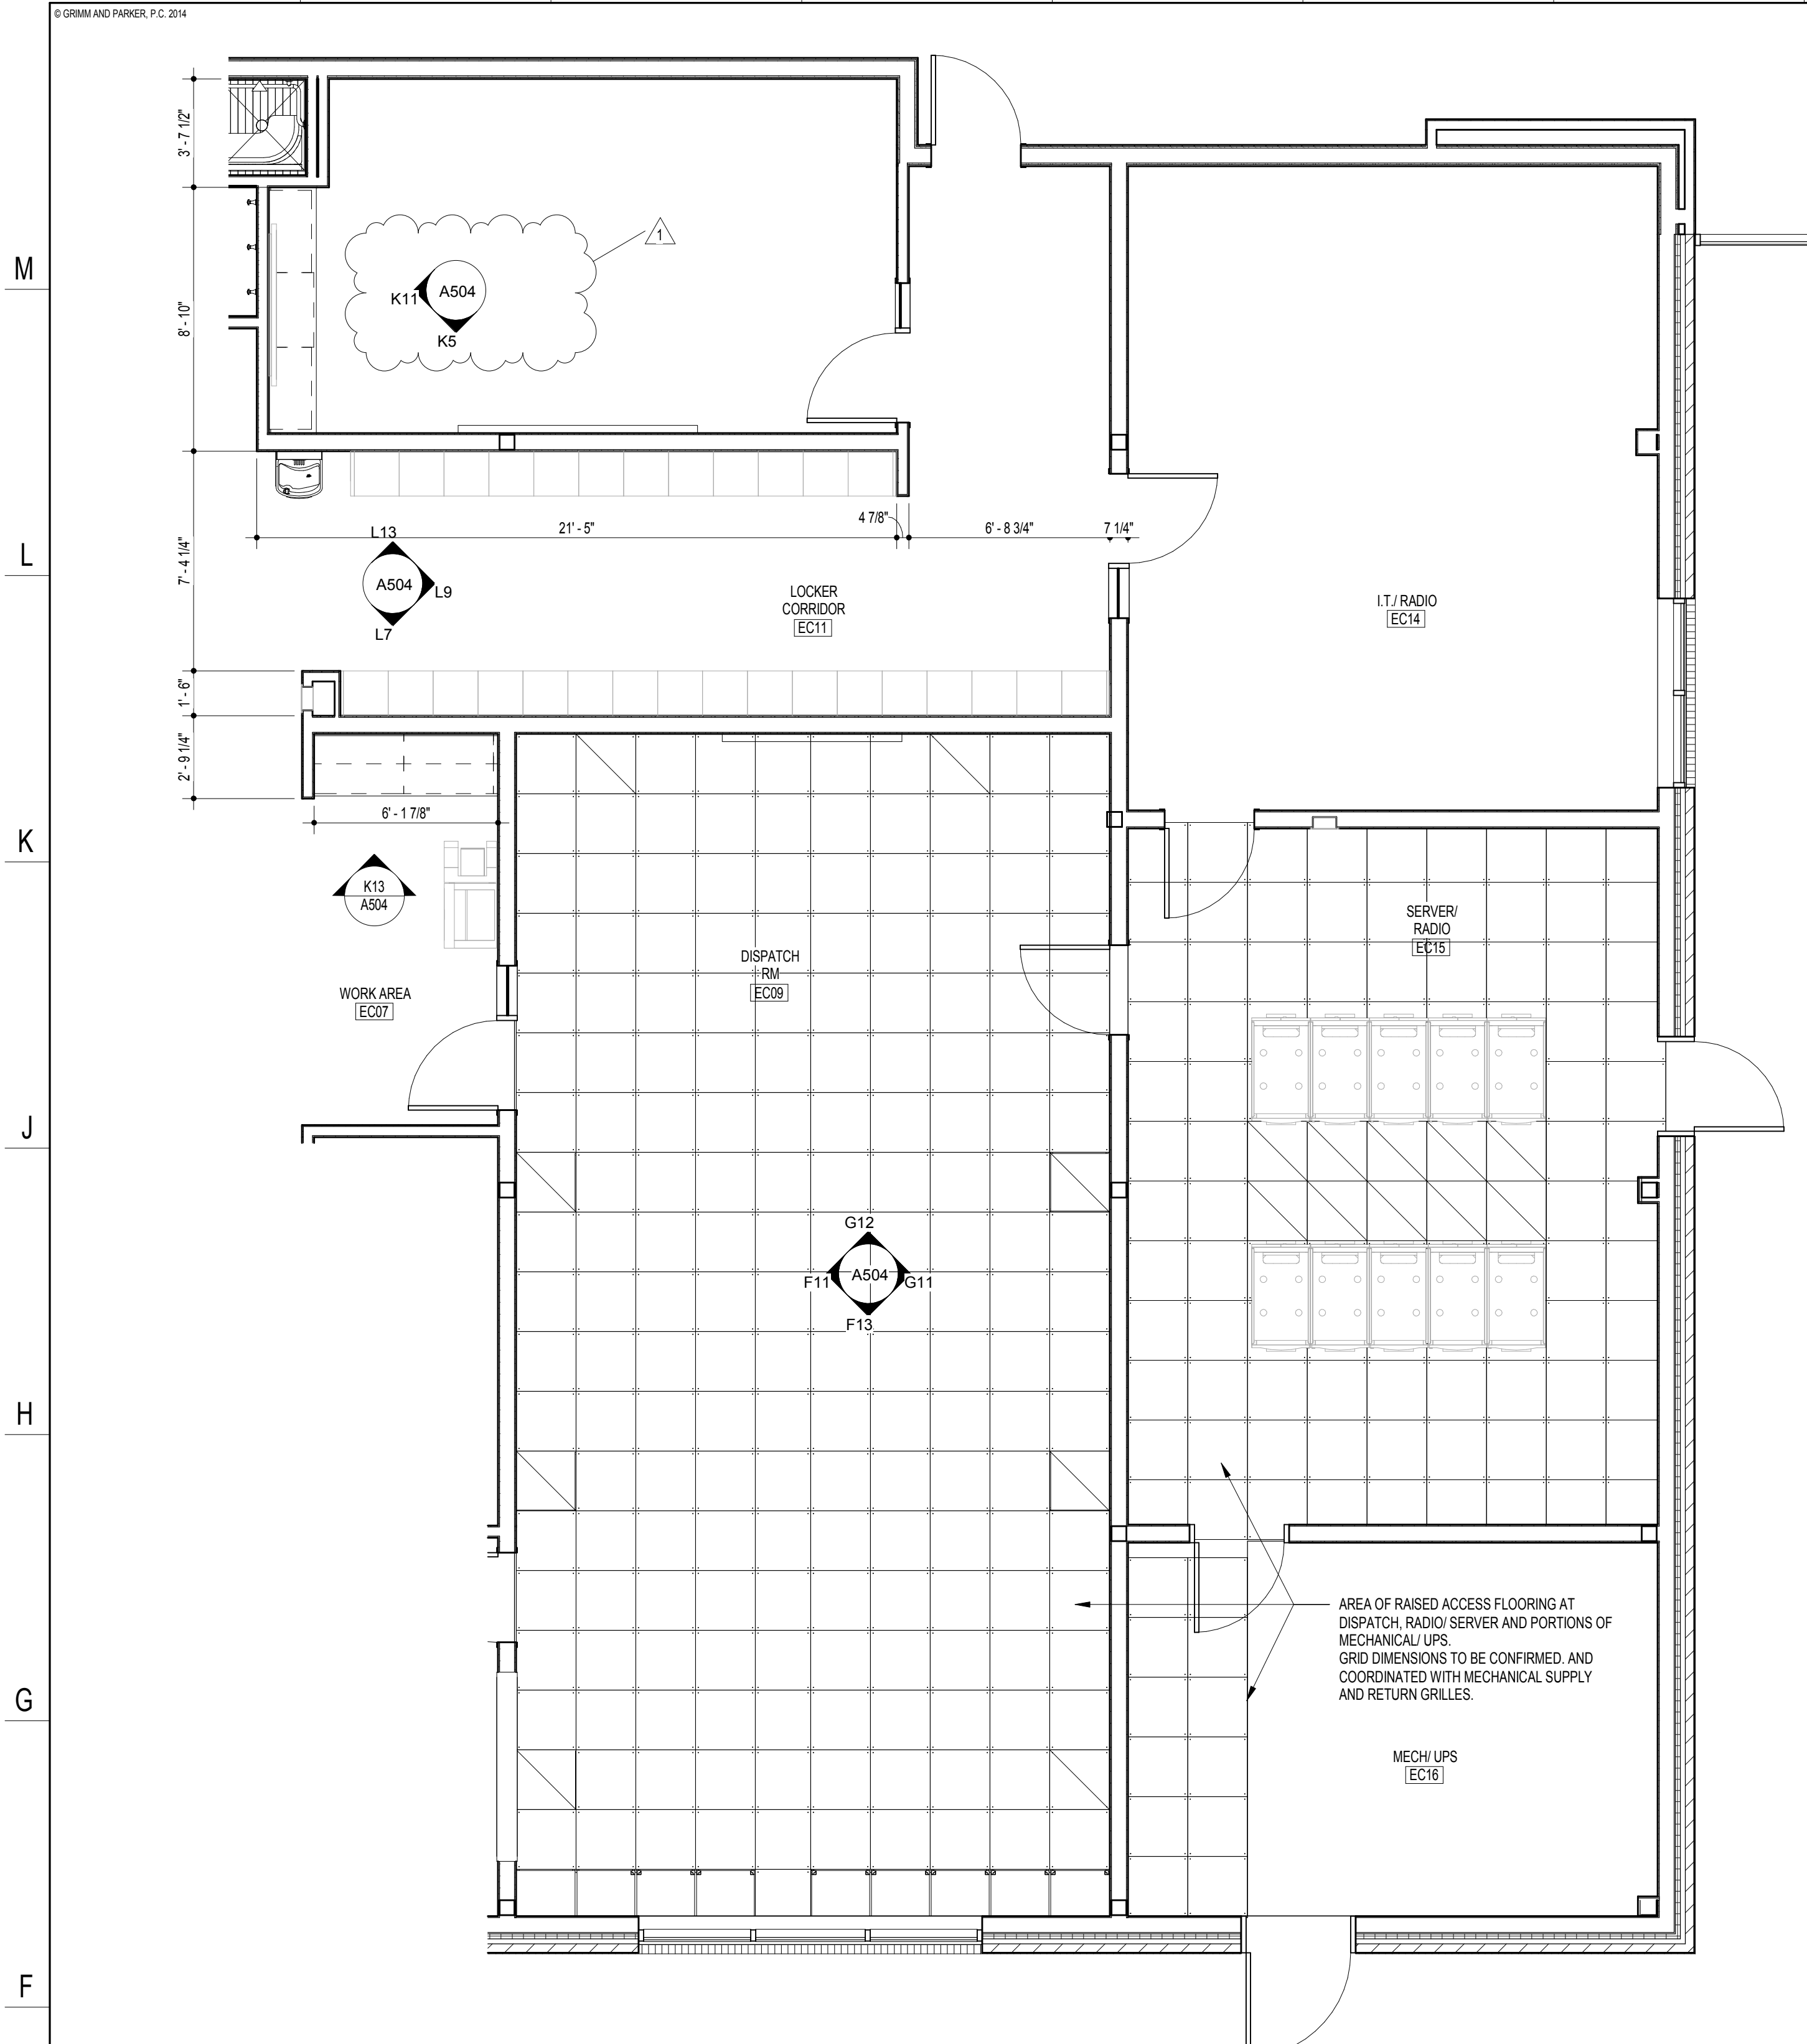 © GRIMM AND PARKER, P.C. 2014
3' - 7 1/2"
1
M
K11
A504
K5
8' - 10"
4 7/8"
21' - 5"
6' - 8 3/4"
7 1/4"
L13
L
7' - 4 1/4"
A504
L9
L7
LOCKER
CORRIDOR
EC11
I.T./ RADIO
EC14
1' - 6"
2' - 9 1/4"
6' - 1 7/8"
K
K13
A504
SERVER/
RADIO
EC15
DISPATCH
RM
EC09
WORK AREA
EC07
J
G12
F11
A504
G11
F13
H
AREA OF RAISED ACCESS FLOORING AT
DISPATCH, RADIO/ SERVER AND PORTIONS OF
MECHANICAL/ UPS.
GRID DIMENSIONS TO BE CONFIRMED. AND
COORDINATED WITH MECHANICAL SUPPLY
AND RETURN GRILLES.
G
MECH/ UPS
EC16
F